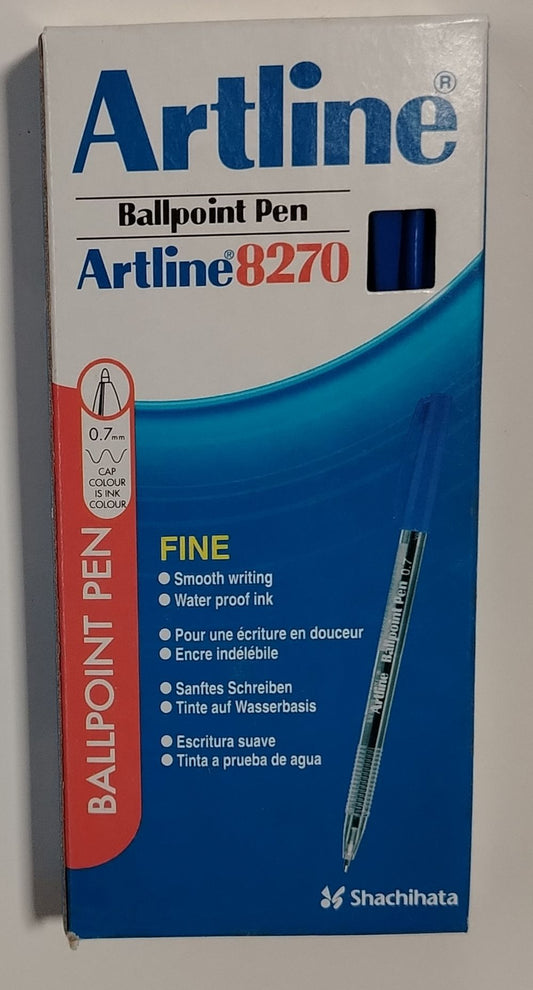 Artline®
Ballpoint Pen
Artline®8270
0.7mm
CAP
COLOUR
IS INK
COLOUR
BALLPOINT PEN
FINE
● Smooth writing
● Water proof ink
● Pour une écriture en douceur
● Encre indélébile
● Sanftes Schreiben
● Tinte auf Wasserbasis
● Escritura suave
● Tinta a prueba de agua
Artline Ballpoint Pen 0.7
Shachihata